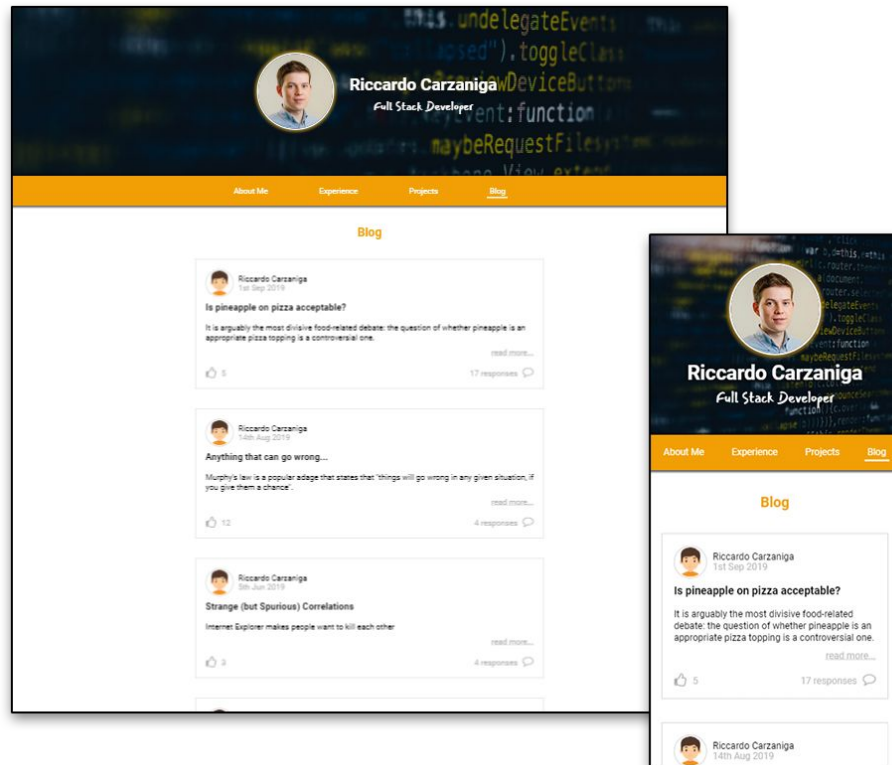 this.undelegateEvents
").toggleClass
Riccardo Carzaniga
Full Stack Developer
:function
maybeRequestFilesystem
View.extend
About Me Experience Projects Blog
Blog
Riccardo Carzaniga
1st Sep 2019
Is pineapple on pizza acceptable?
It is arguably the most divisive food-related debate: the question of whether pineapple is an
appropriate pizza topping is a controversial one.
read more...
5 17 responses
Riccardo Carzaniga
14th Aug 2019
Anything that can go wrong...
Murphy's law is a popular adage that states that "things will go wrong in any given situation, if
you give them a chance".
read more...
12 4 responses
Riccardo Carzaniga
5th Jun 2019
Strange (but Spurious) Correlations
Internet Explorer makes people want to kill each other
read more...
3 4 responses
Riccardo Carzaniga
Full Stack Developer
About Me Experience Projects Blog
Blog
Riccardo Carzaniga
1st Sep 2019
Is pineapple on pizza acceptable?
It is arguably the most divisive food-related
debate: the question of whether pineapple is an
appropriate pizza topping is a controversial one.
read more...
5 17 responses
Riccardo Carzaniga
14th Aug 2019